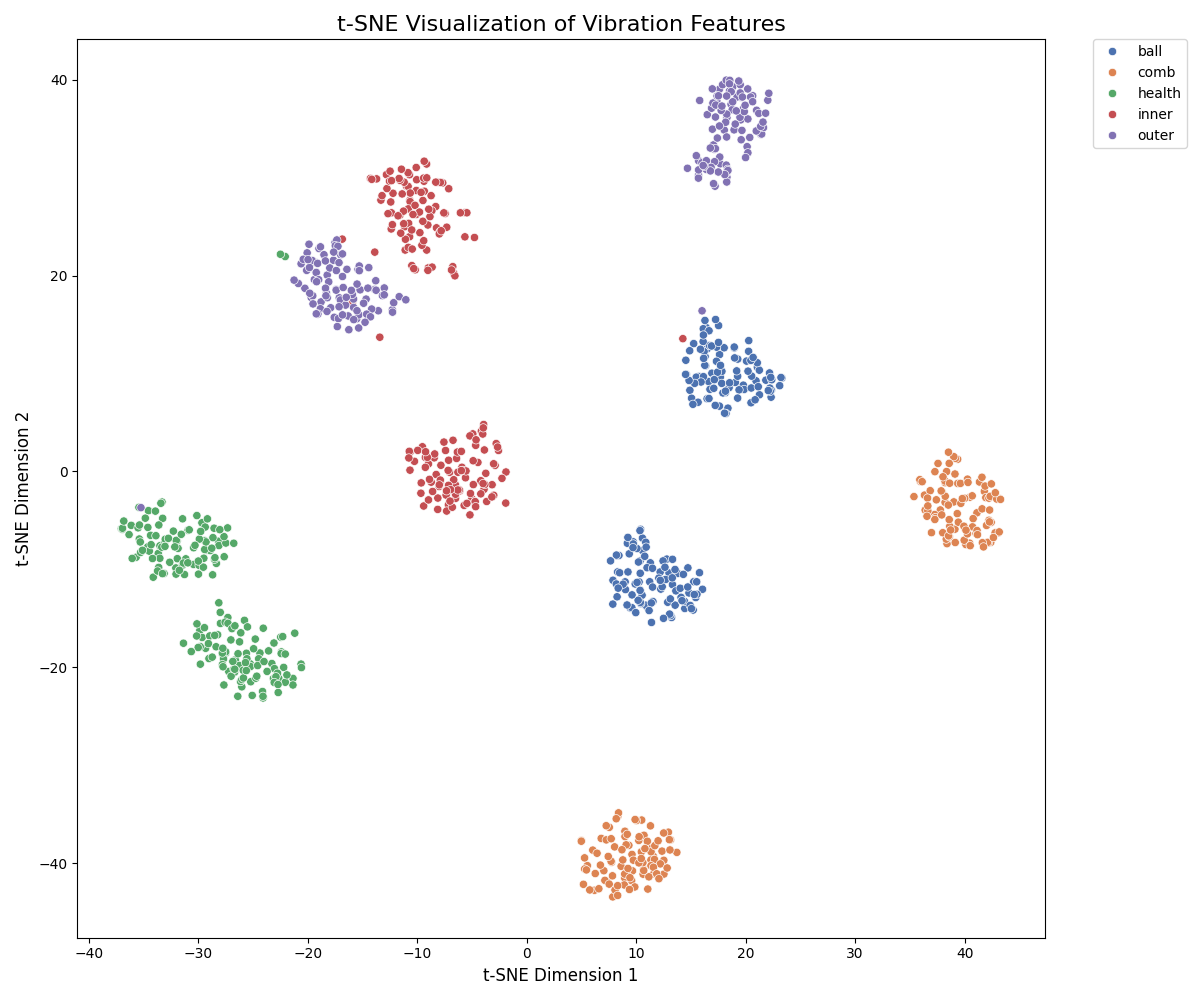 t-SNE Visualization of Vibration Features
ball
comb
health
inner
outer
40
20
0
−20
−40
t-SNE Dimension 2
−40 −30 −20 −10 0 10 20 30 40
t-SNE Dimension 1